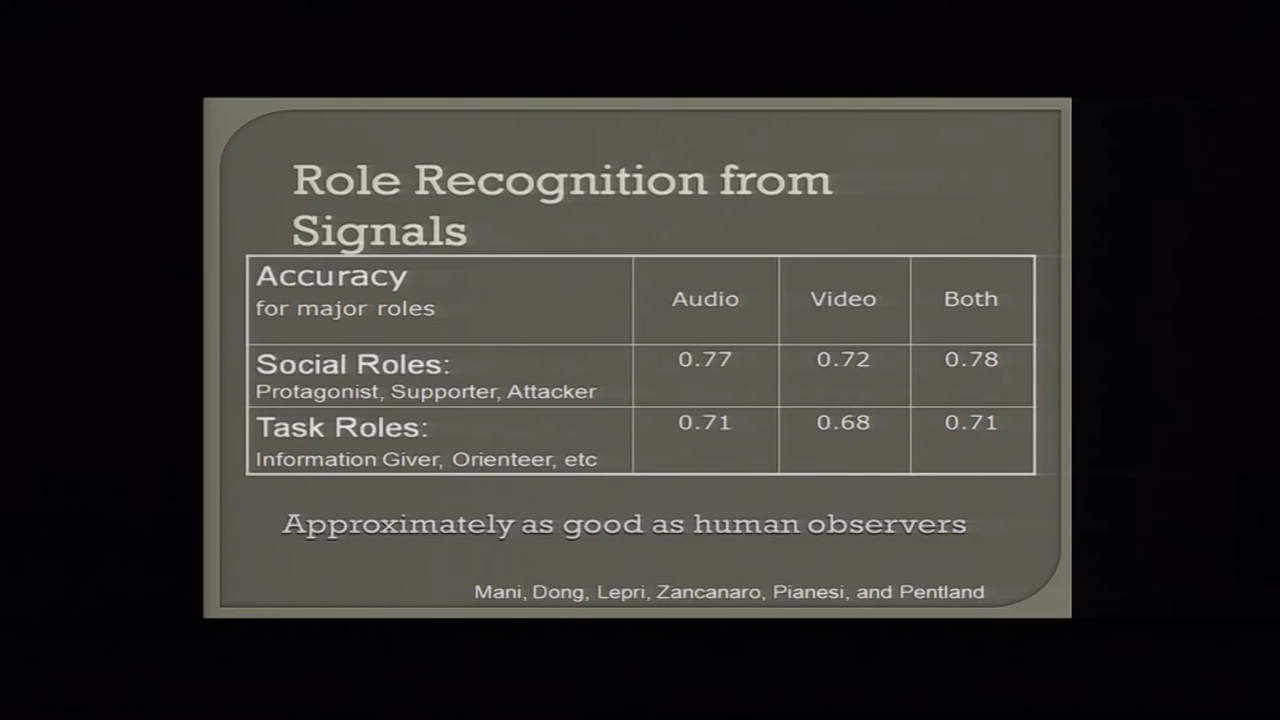 Role Recognition from
Signals
Accuracy
for major roles
Audio
Video
Both
Social Roles:
Protagonist, Supporter, Attacker
0.77
0.72
0.78
Task Roles:
Information Giver, Orienteer, etc
0.71
0.68
0.71
Approximately as good as human observers
Mani, Dong, Lepri, Zancanaro, Pianesi, and Pentland